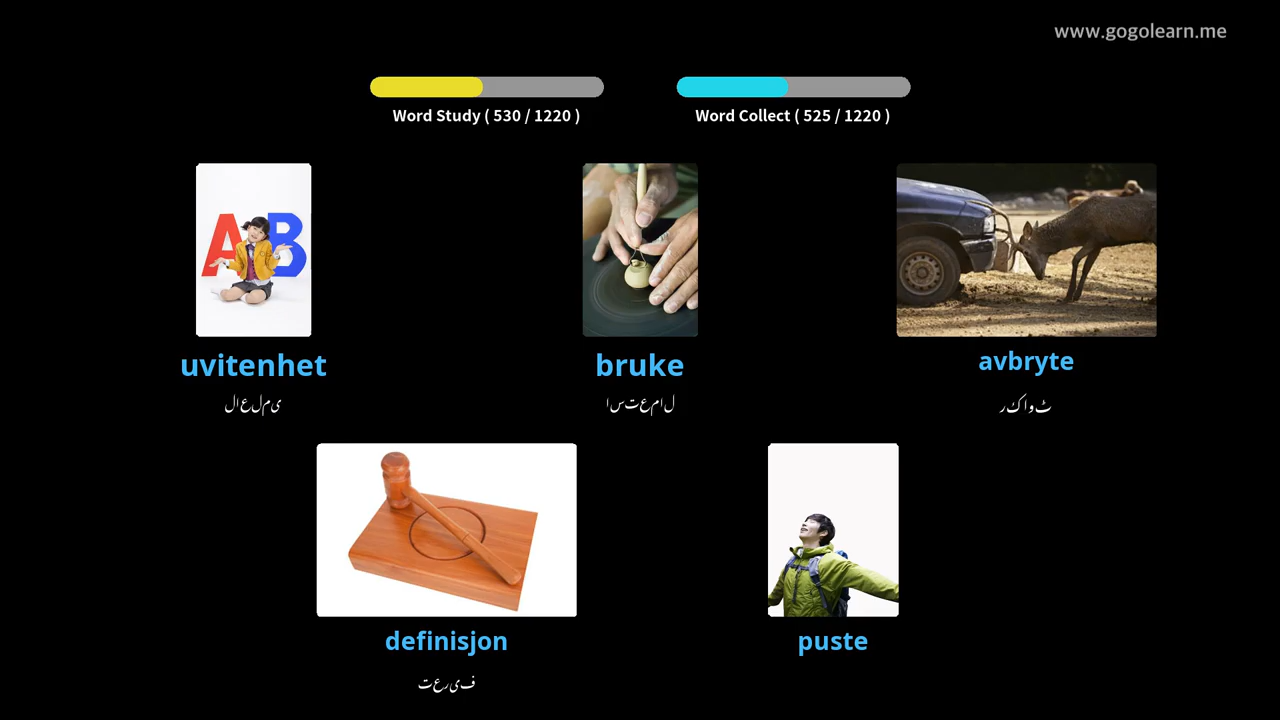 www.gogolearn.me
Word Study ( 530 / 1220 )
Word Collect ( 525 / 1220 )
uvitenhet
لاعلمی
bruke
استعمال
avbryte
رکاوٹ
definisjon
تعریف
puste